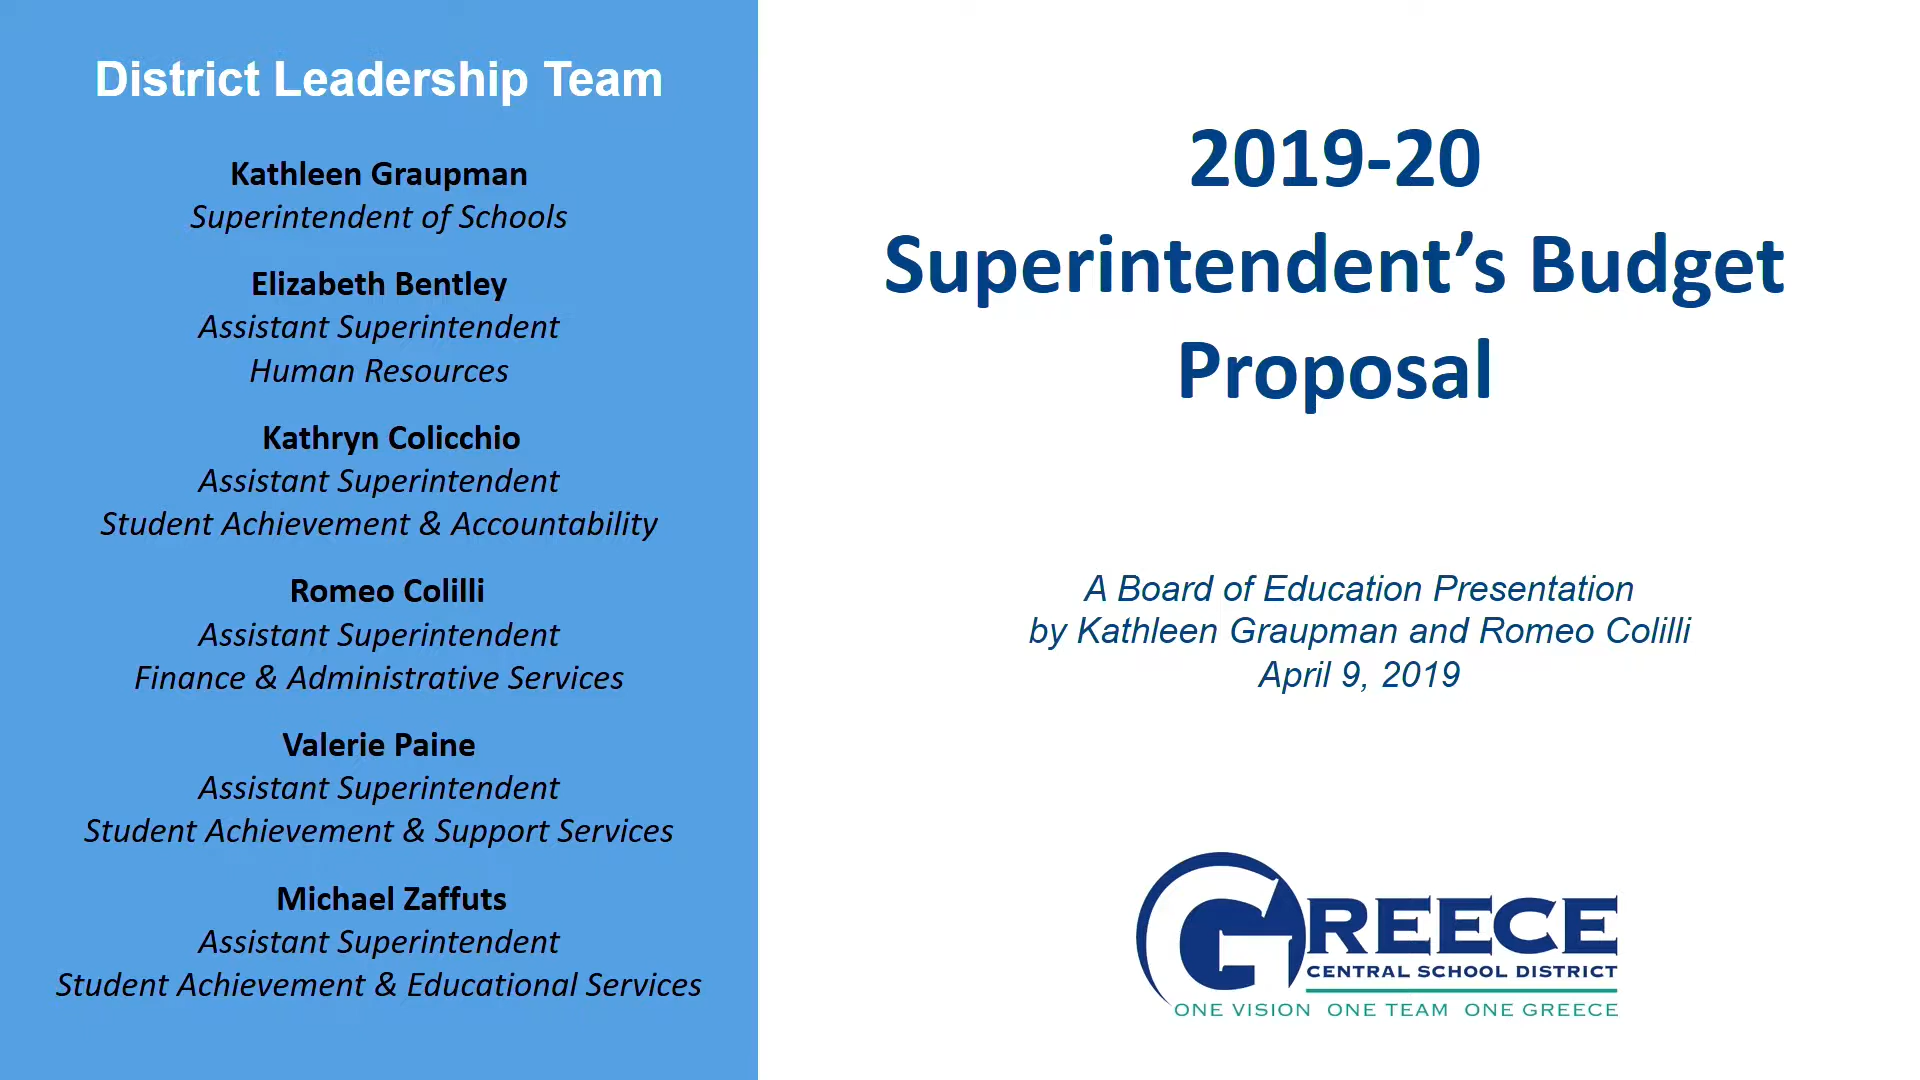 District Leadership Team
Kathleen Graupman
Superintendent of Schools
Elizabeth Bentley
Assistant Superintendent
Human Resources
Kathryn Colicchio
Assistant Superintendent
Student Achievement & Accountability
Romeo Colilli
Assistant Superintendent
Finance & Administrative Services
Valerie Paine
Assistant Superintendent
Student Achievement & Support Services
Michael Zaffuts
Assistant Superintendent
Student Achievement & Educational Services
2019-20
Superintendent’s Budget
Proposal
A Board of Education Presentation
by Kathleen Graupman and Romeo Colilli
April 9, 2019
GREECE
CENTRAL SCHOOL DISTRICT
ONE VISION ONE TEAM ONE GREECE